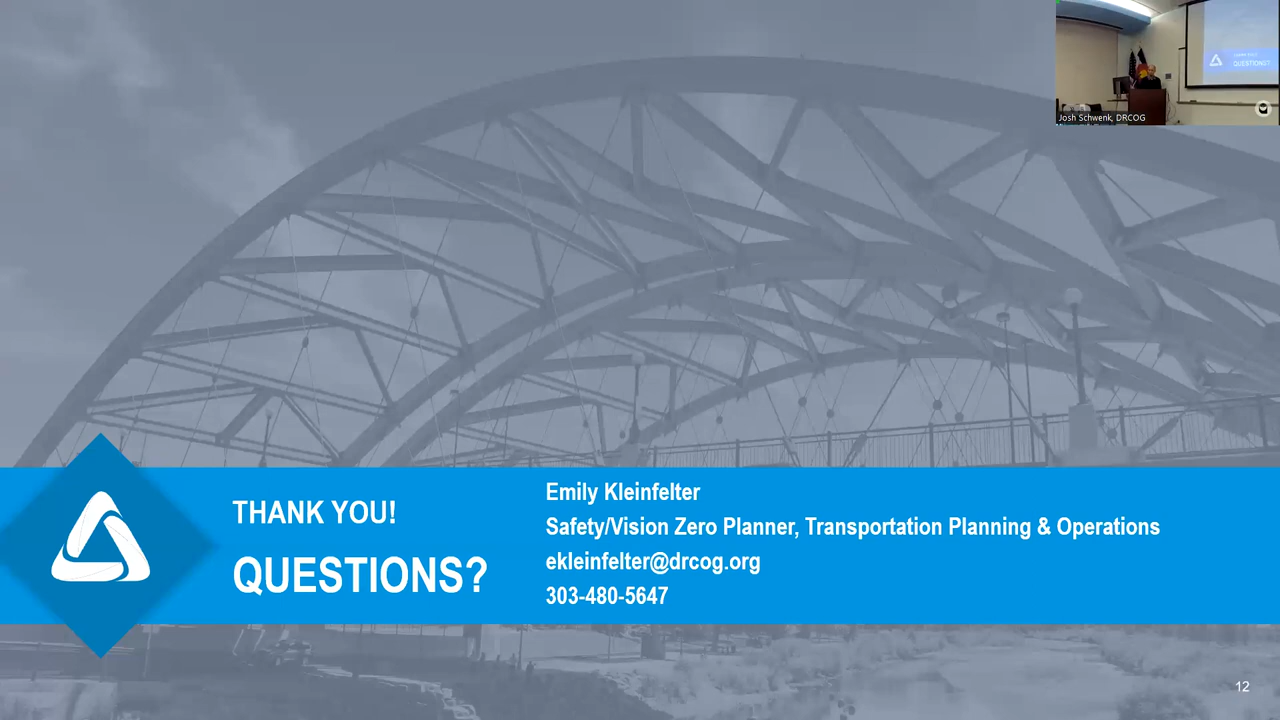 Josh Schwenk, DRCOG
QUESTIONS?
THANK YOU!
QUESTIONS?
Emily Kleinfelter
Safety/Vision Zero Planner, Transportation Planning & Operations
ekleinfelter@drcog.org
303-480-5647
12